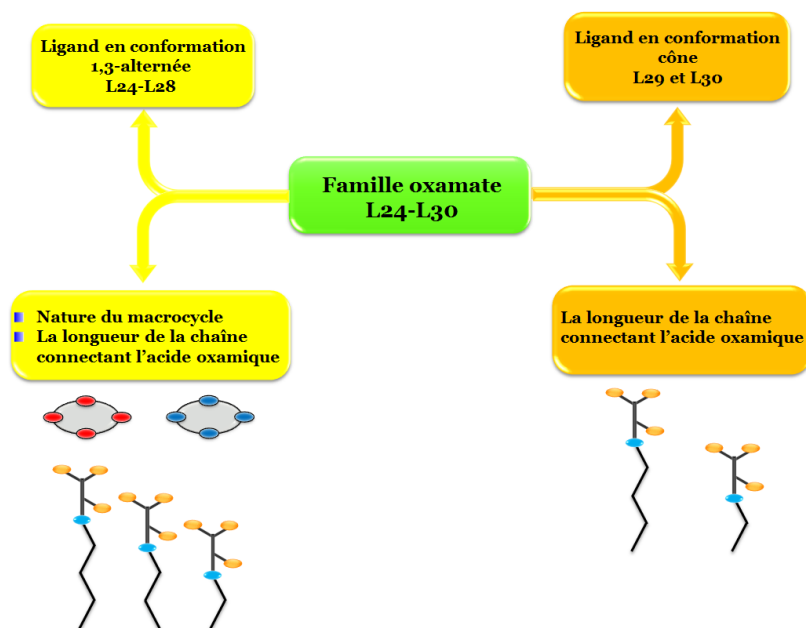 Ligand en conformation
1,3-alternée
L24-L28
Ligand en conformation
cône
L29 et L30
Famille oxamate
L24-L30
Nature du macrocycle
La longueur de la chaîne
connectant l’acide oxamique
La longueur de la chaîne
connectant l’acide oxamique